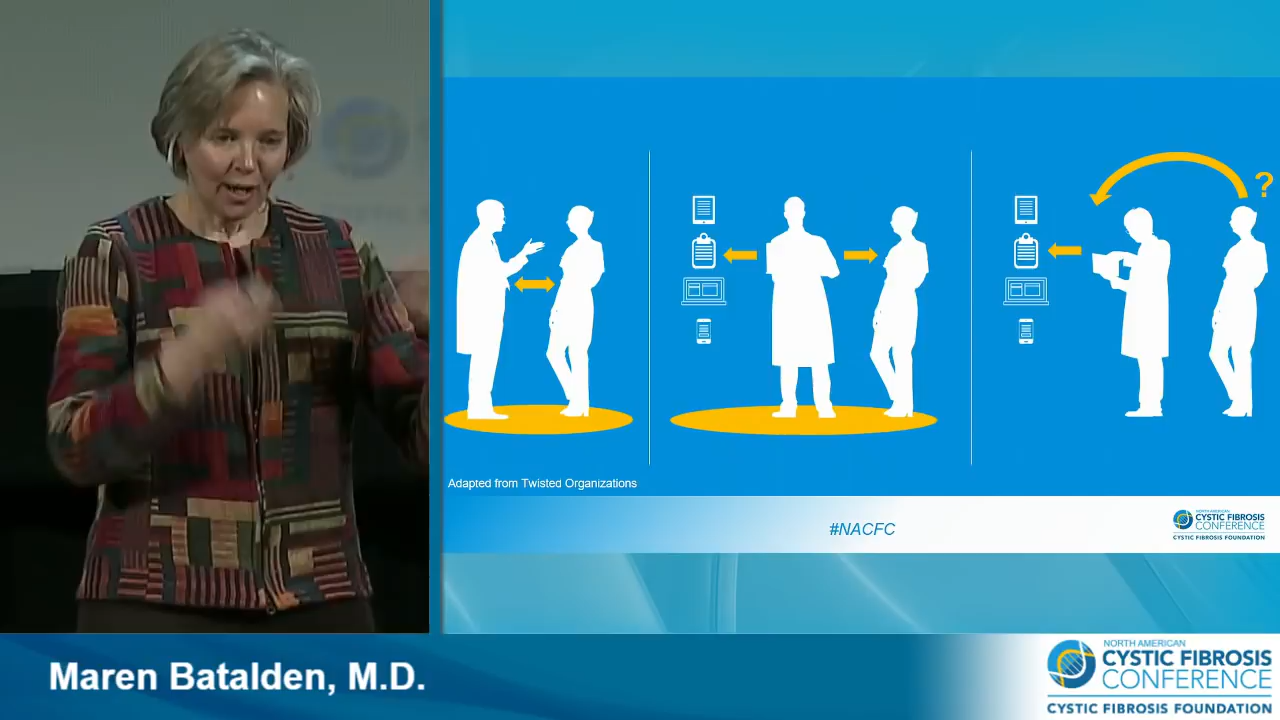 ?
Adapted from Twisted Organizations
#NACFC
NORTH AMERICAN
CYSTIC FIBROSIS
CONFERENCE
CYSTIC FIBROSIS FOUNDATION
Maren Batalden, M.D.
NORTH AMERICAN
CYSTIC FIBROSIS
CONFERENCE
CYSTIC FIBROSIS FOUNDATION